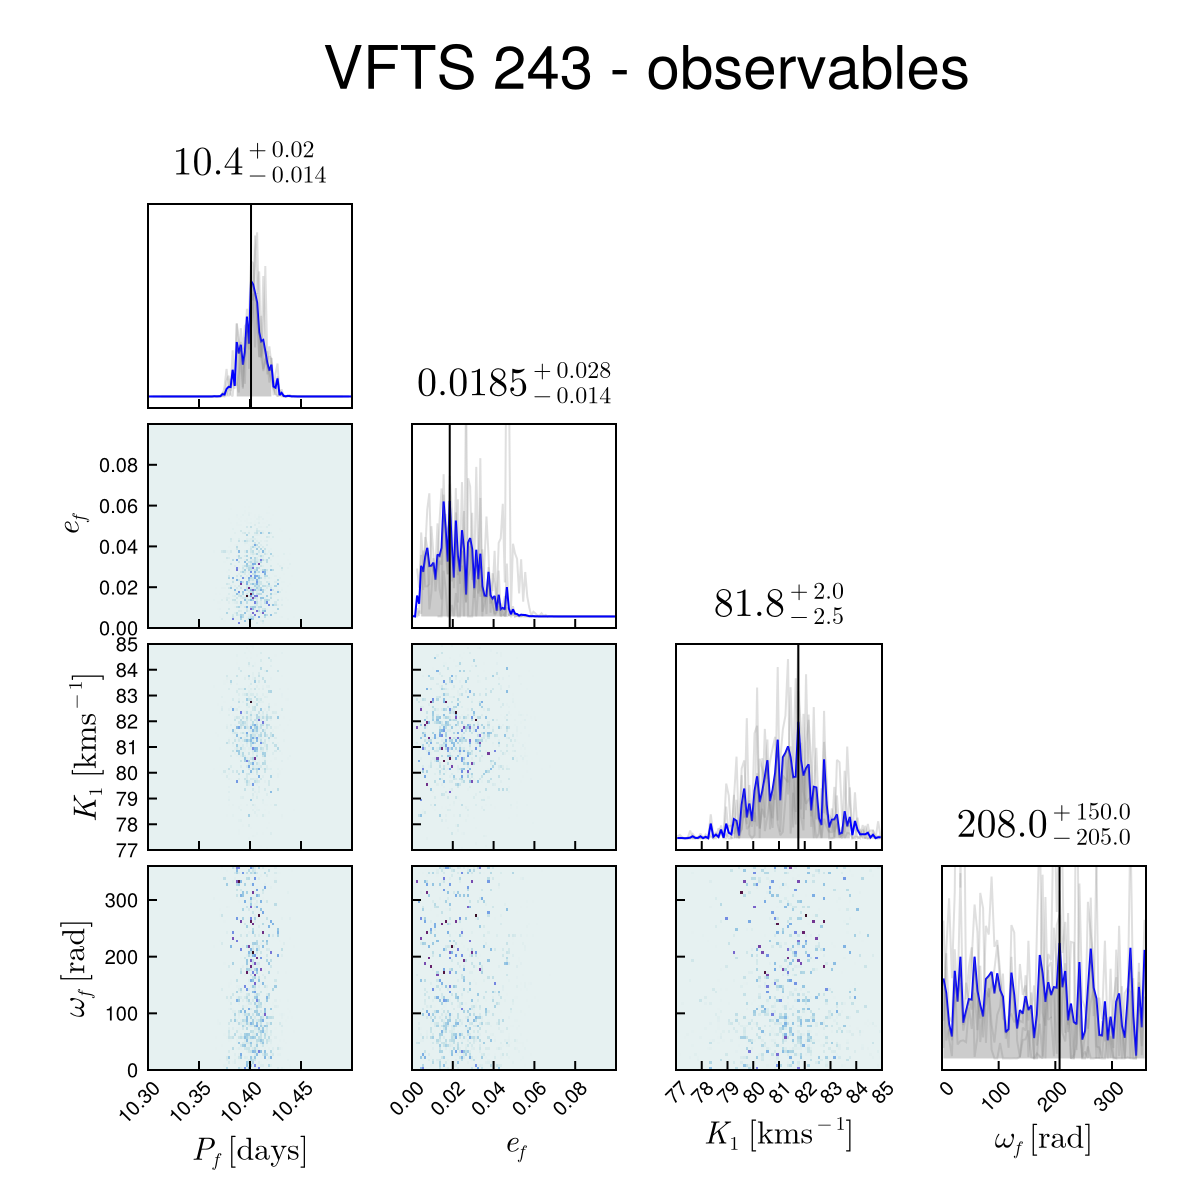 VFTS 243 - observables
10.4 +0.02 −0.014
0.0185 +0.028 −0.014
0.08
0.06
0.04
0.02
0.00
e_f
81.8 +2.0 −2.5
85
84
83
82
81
80
79
78
77
K_1 [kms^−1]
208.0 +150.0 −205.0
300
200
100
0
ω_f [rad]
10.30 10.35 10.40 10.45
0.00 0.02 0.04 0.06 0.08
77 78 79 80 81 82 83 84 85
0 100 200 300
P_f [days]
e_f
K_1 [kms^−1]
ω_f [rad]